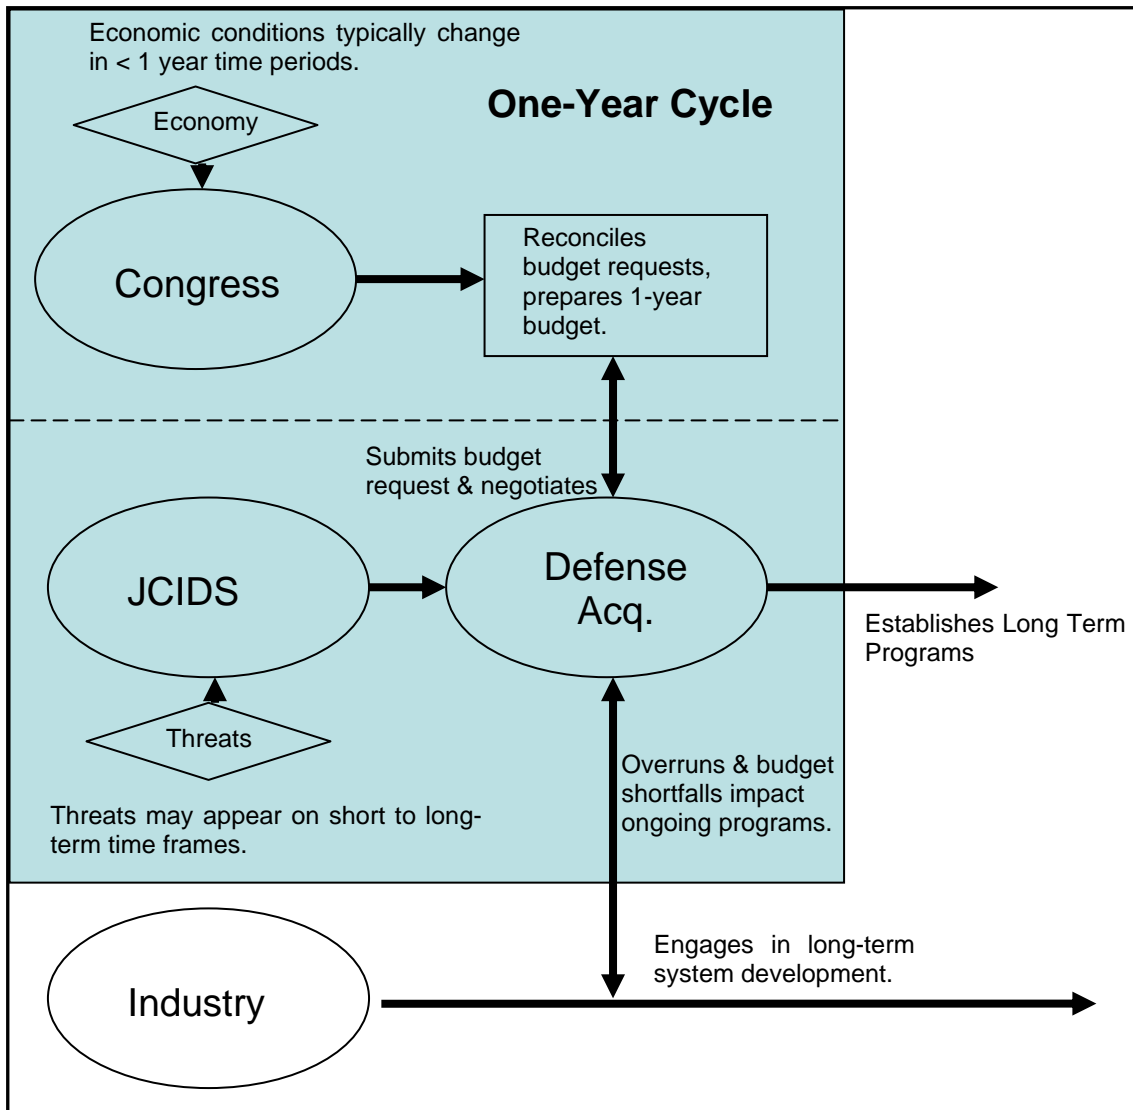 Economic conditions typically change
in < 1 year time periods.
One-Year Cycle
Economy
Congress
Reconciles
budget requests,
prepares 1-year
budget.
Submits budget
request & negotiates
JCIDS
Defense
Acq.
Establishes Long Term
Programs
Threats
Overruns & budget
shortfalls impact
ongoing programs.
Threats may appear on short to long-
term time frames.
Engages in long-term
system development.
Industry